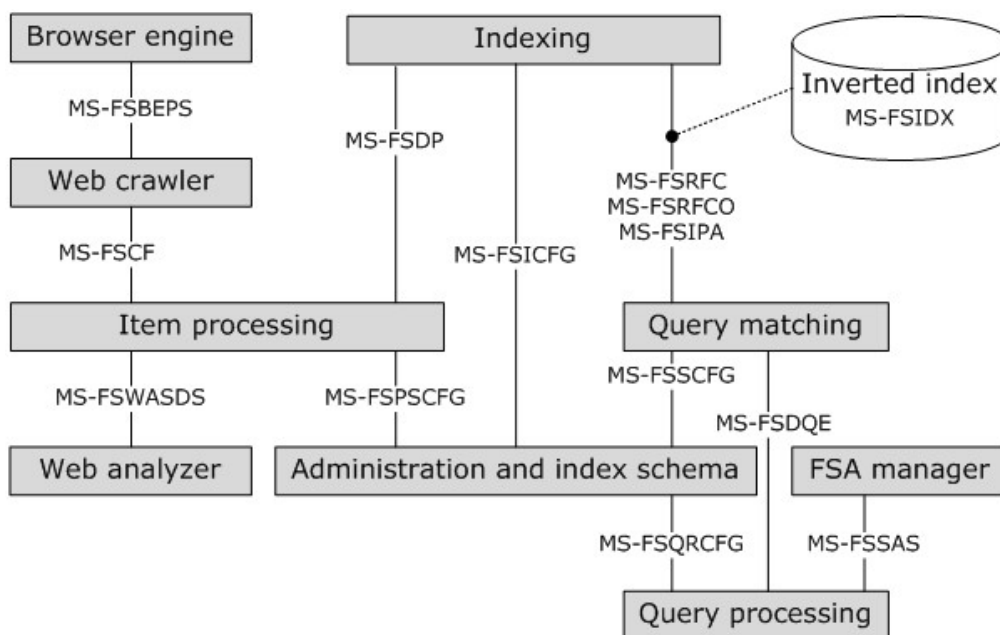 Browser engine
Indexing
Inverted index
MS-FSIDX
MS-FSBEPS
MS-FSDP
Web crawler
MS-FSRFC
MS-FSRFCO
MS-FSIPA
MS-FSCF
MS-FSICFG
Item processing
Query matching
MS-FSWASDS
MS-FSPSCFG
MS-FSSCFG
MS-FSDQE
Web analyzer
Administration and index schema
FSA manager
MS-FSQRCFG
MS-FSSAS
Query processing